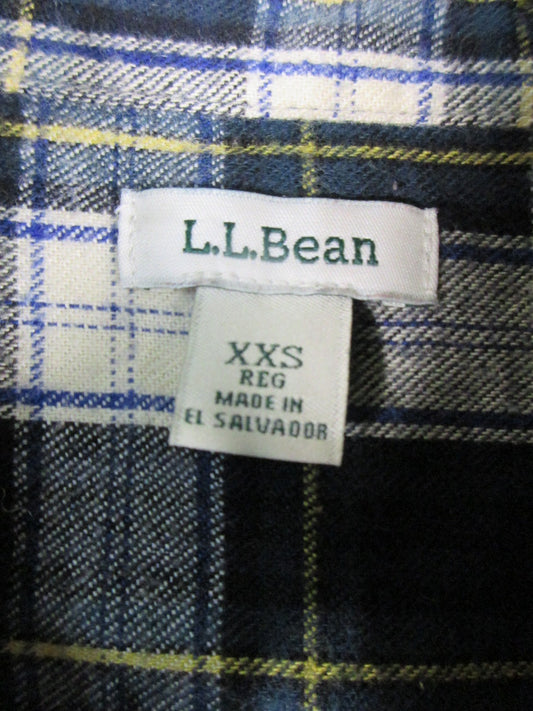 L.L.Bean
XXS
REG
MADE IN
EL SALVADOR